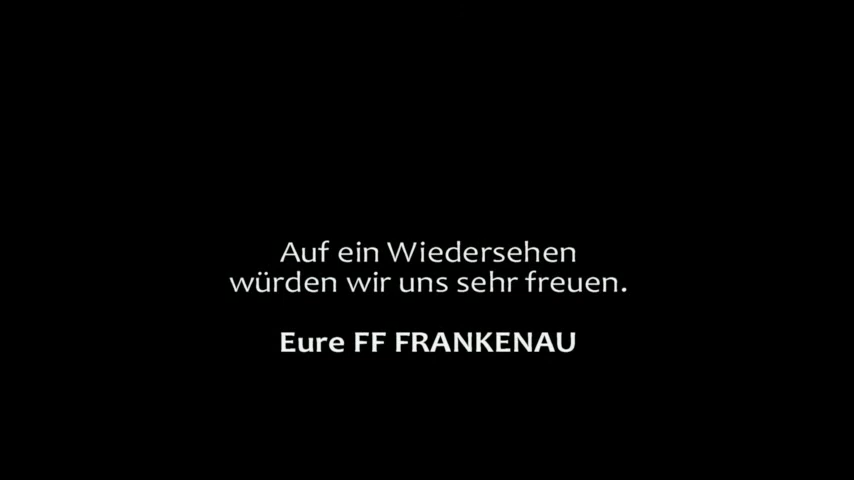 Auf ein Wiedersehen
würden wir uns sehr freuen.
Eure FF FRANKENAU